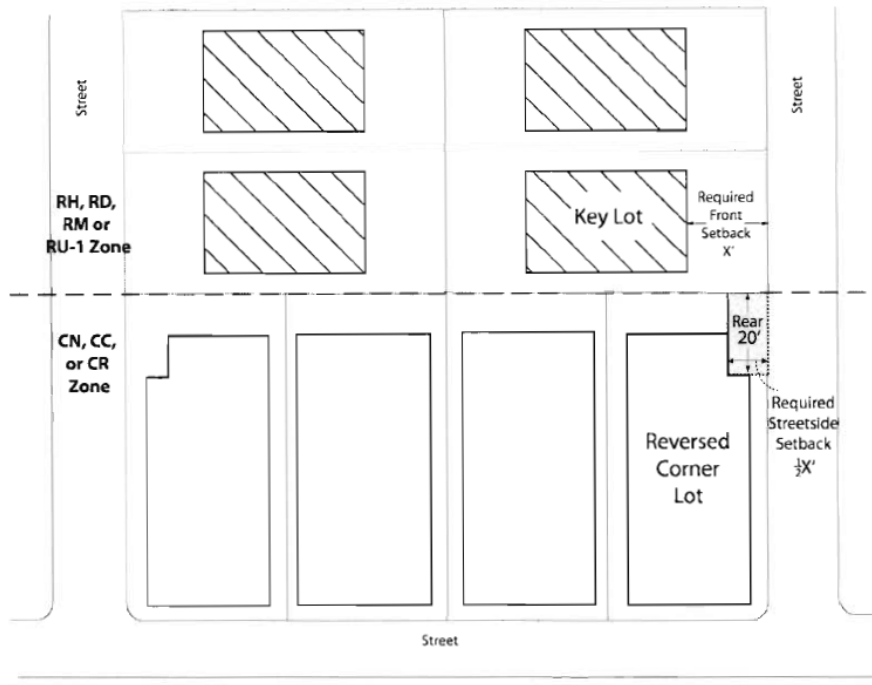 Street
Street
RH, RD,
RM or
RU-1 Zone
Key Lot
Required
Front
Setback
X'
CN, CC,
or CR
Zone
Rear
20'
Required
Streetside
Setback
½X'
Reversed
Corner
Lot
Street